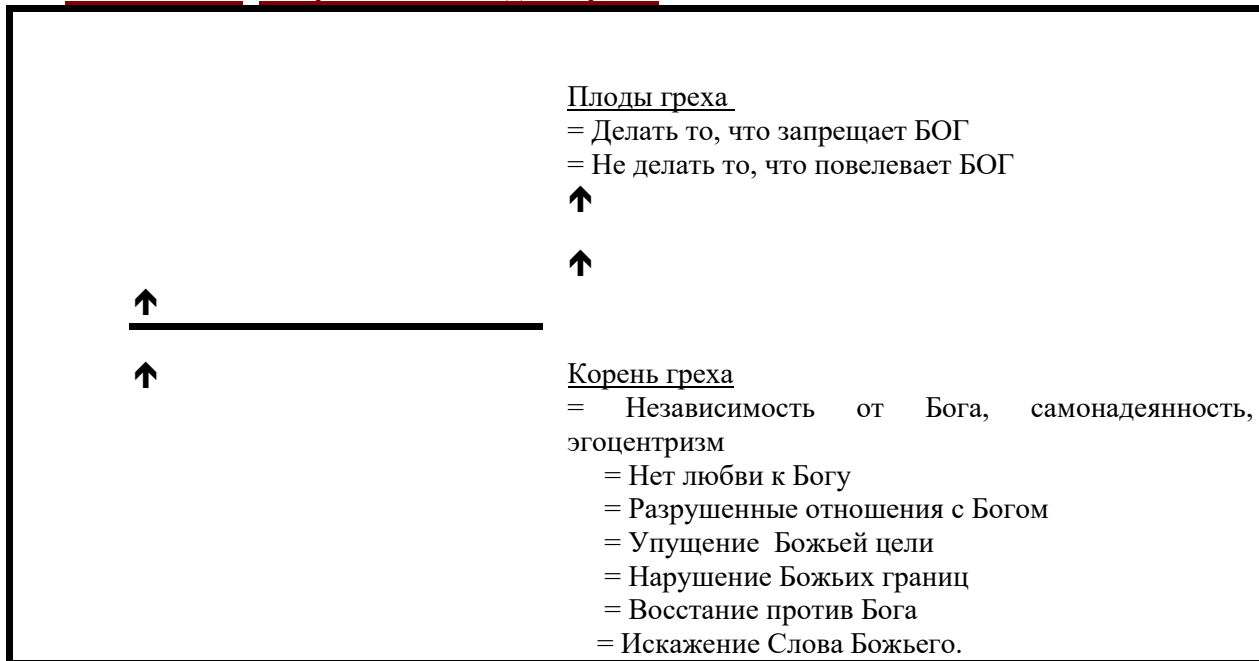 Плоды греха
= Делать то, что запрещает БОГ
= Не делать то, что повелевает БОГ
↑
↑
↑
↑
Корень греха
= Независимость от Бога, самонадеянность,
эгоцентризм
= Нет любви к Богу
= Разрушенные отношения с Богом
= Упущение Божьей цели
= Нарушение Божьих границ
= Восстание против Бога
= Искажение Слова Божьего.